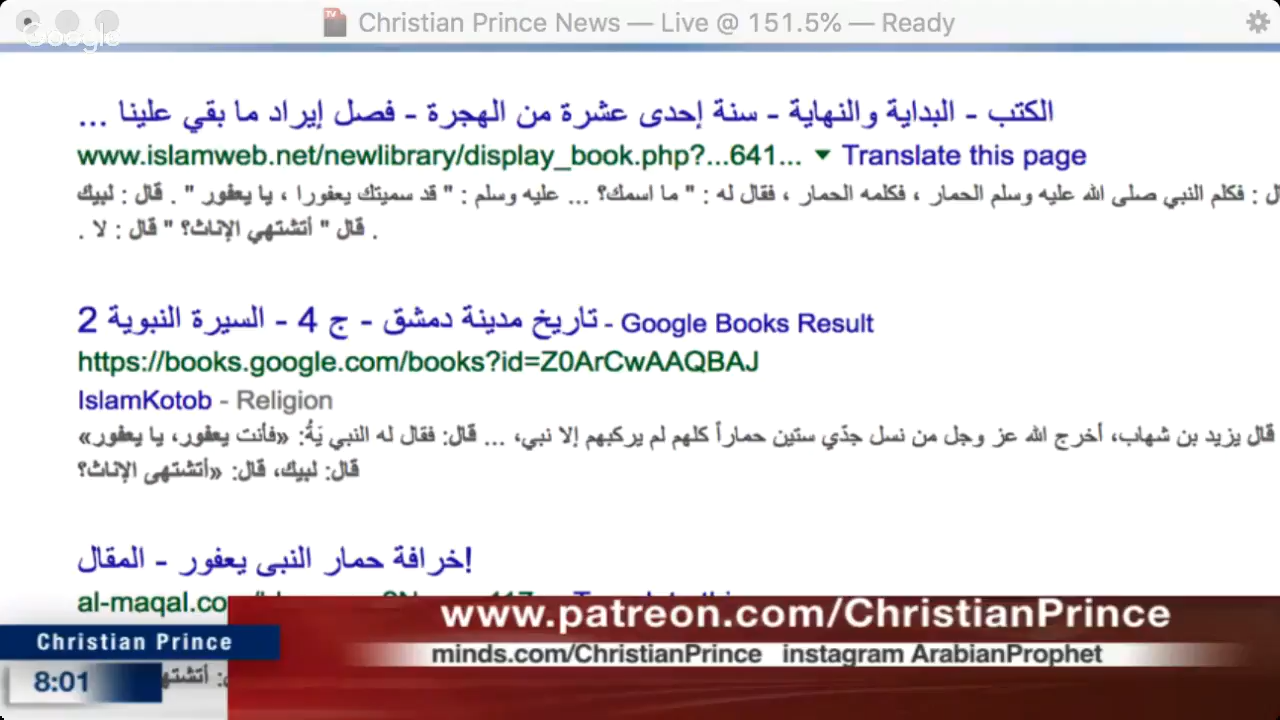 Google
Christian Prince News — Live @ 151.5% — Ready
الكتب - البداية والنهاية - سنة إحدى عشرة من الهجرة - فصل إيراد ما بقي علينا ...
www.islamweb.net/newlibrary/display_book.php?...641... ▼ Translate this page
: فكلم النبي صلى الله عليه وسلم الحمار ، فكلمه الحمار ، فقال له : " ما اسمك؟ ... عليه وسلم : " قد سميتك يعفورا ، يا يعفور " . قال : لبيك
. قال " أتشتهي الإناث؟ " قال : لا .
تاريخ مدينة دمشق - ج 4 - السيرة النبوية 2 - Google Books Result
https://books.google.com/books?id=Z0ArCwAAQBAJ
IslamKotob - Religion
قال يزيد بن شهاب، أخرج الله عز وجل من نسل جدّي ستين حماراً كلهم لم يركبهم إلا نبي، ... قال: فقال له النبي يَةُ: «فأنت يعفور، يا يعفور»
قال: لبيك، قال: «أتشتهى الإناث؟
!خرافة حمار النبى يعفور - المقال
al-maqal.co
www.patreon.com/ChristianPrince
Christian Prince
minds.com/ChristianPrince instagram ArabianProphet
8:01